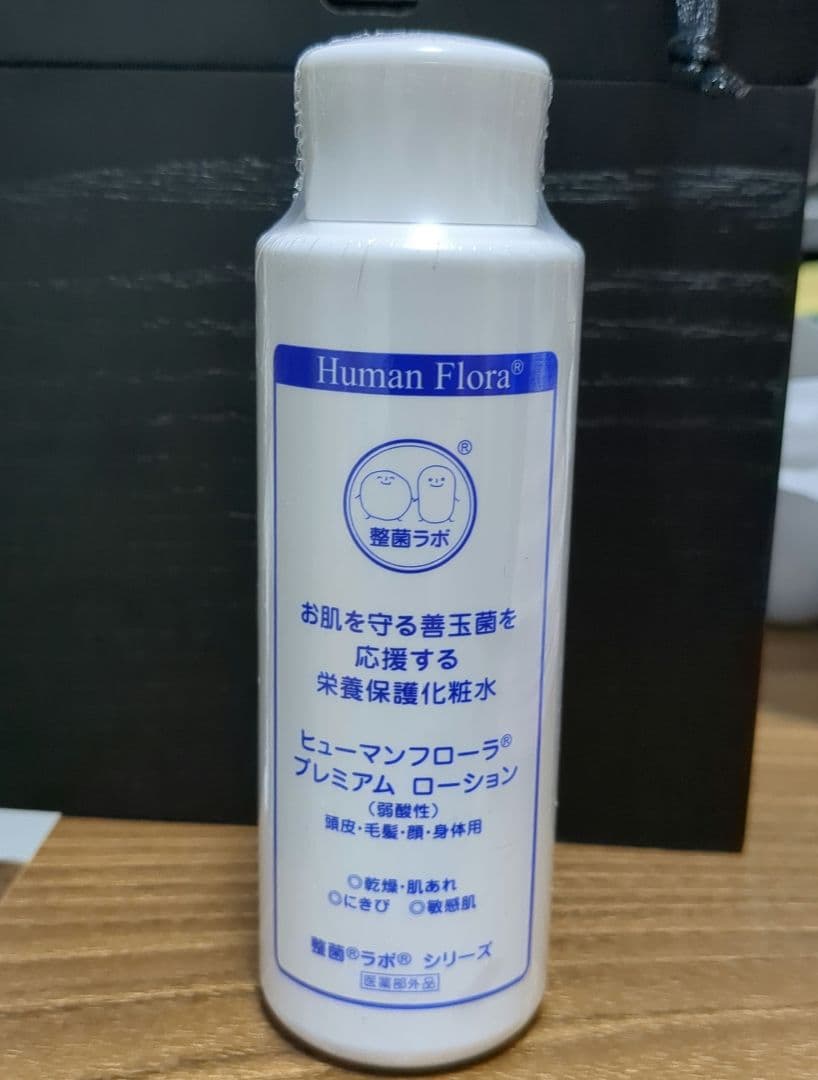 Human Flora®
®
整菌ラボ
お肌を守る善玉菌を
応援する
栄養保護化粧水
ヒューマンフローラ®
プレミアム ローション
(弱酸性)
頭皮・毛髪・顔・身体用
◎乾燥・肌あれ
◎にきび ◎敏感肌
整菌®ラボ® シリーズ
医薬部外品